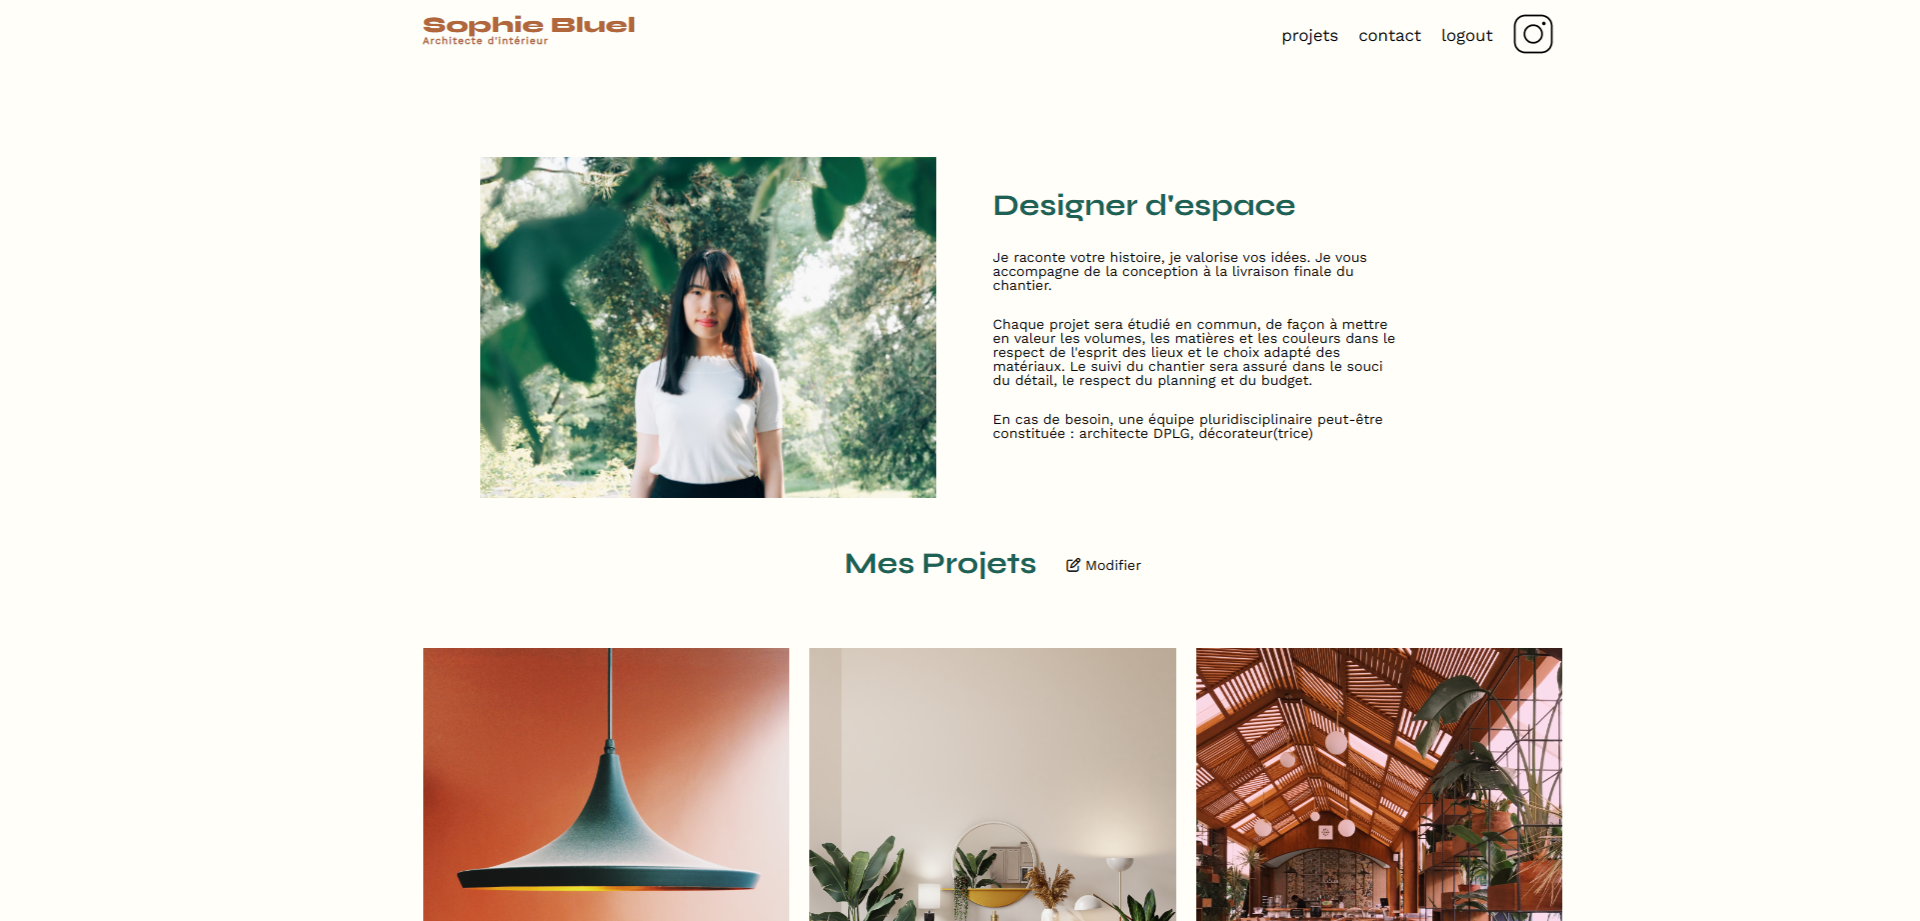 Sophie Bluel
Architecte d'intérieur
projets contact logout
Designer d'espace
Je raconte votre histoire, je valorise vos idées. Je vous
accompagne de la conception à la livraison finale du
chantier.
Chaque projet sera étudié en commun, de façon à mettre
en valeur les volumes, les matières et les couleurs dans le
respect de l'esprit des lieux et le choix adapté des
matériaux. Le suivi du chantier sera assuré dans le souci
du détail, le respect du planning et du budget.
En cas de besoin, une équipe pluridisciplinaire peut-être
constituée : architecte DPLG, décorateur(trice)
Mes Projets
Modifier